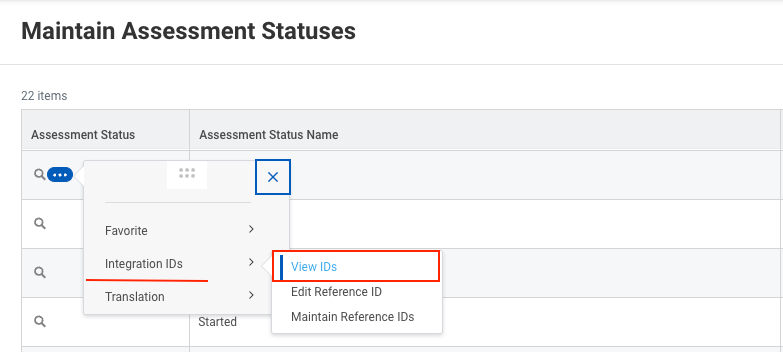 Maintain Assessment Statuses
22 items
Assessment Status
Assessment Status Name
Favorite
Integration IDs
View IDs
Edit Reference ID
Translation
Maintain Reference IDs
Started